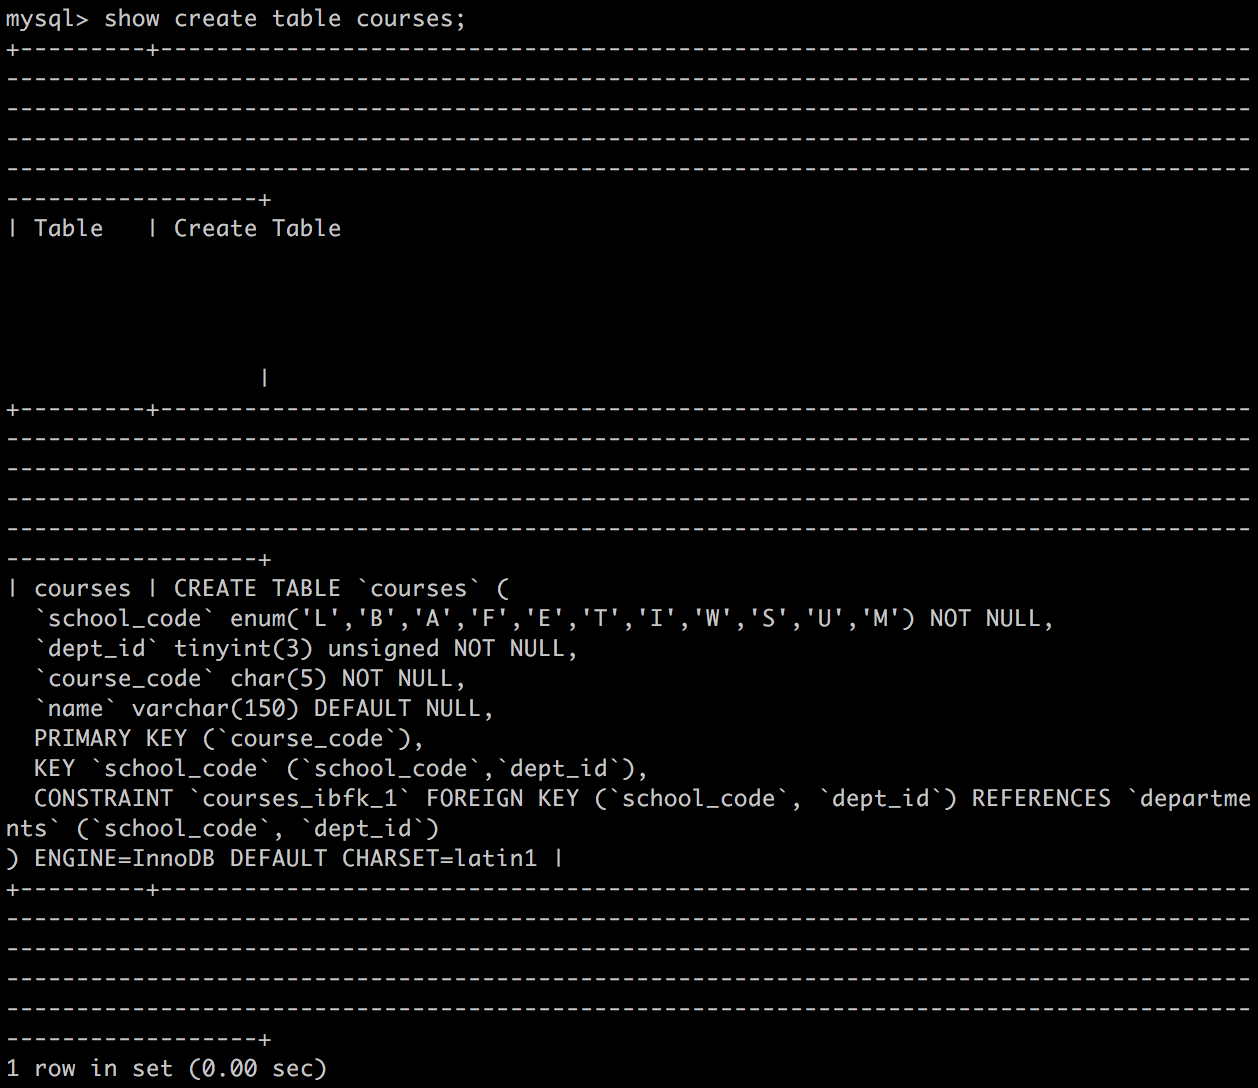 mysql> show create table courses;
+---------+------------------------------------------------------------------------------
-----------------------------------------------------------------------------------------
-----------------------------------------------------------------------------------------
-----------------------------------------------------------------------------------------
-----------------------------------------------------------------------------------------
------------------+
| Table   | Create Table
                  |
+---------+------------------------------------------------------------------------------
-----------------------------------------------------------------------------------------
-----------------------------------------------------------------------------------------
-----------------------------------------------------------------------------------------
-----------------------------------------------------------------------------------------
------------------+
| courses | CREATE TABLE `courses` (
  `school_code` enum('L','B','A','F','E','T','I','W','S','U','M') NOT NULL,
  `dept_id` tinyint(3) unsigned NOT NULL,
  `course_code` char(5) NOT NULL,
  `name` varchar(150) DEFAULT NULL,
  PRIMARY KEY (`course_code`),
  KEY `school_code` (`school_code`,`dept_id`),
  CONSTRAINT `courses_ibfk_1` FOREIGN KEY (`school_code`, `dept_id`) REFERENCES `departme
nts` (`school_code`, `dept_id`)
) ENGINE=InnoDB DEFAULT CHARSET=latin1 |
+---------+------------------------------------------------------------------------------
-----------------------------------------------------------------------------------------
-----------------------------------------------------------------------------------------
-----------------------------------------------------------------------------------------
-----------------------------------------------------------------------------------------
------------------+
1 row in set (0.00 sec)